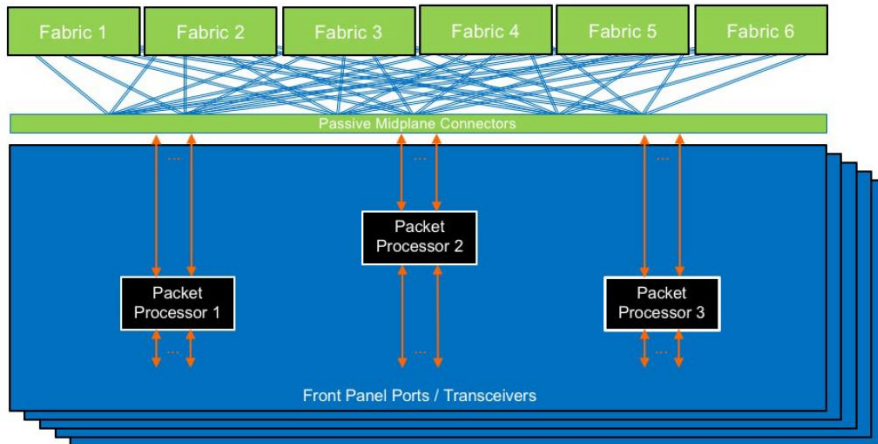 Fabric 1
Fabric 2
Fabric 3
Fabric 4
Fabric 5
Fabric 6
Passive Midplane Connectors
...
...
...
Packet
Processor 2
Packet
Processor 1
Packet
Processor 3
...
...
...
Front Panel Ports / Transceivers